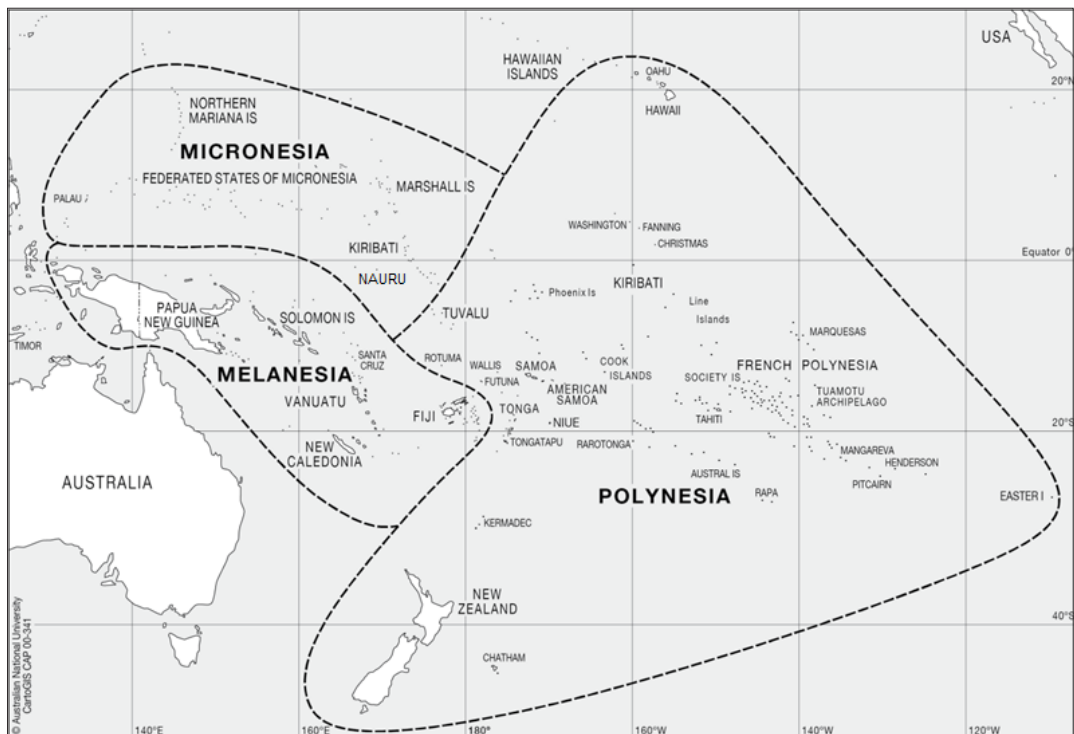 USA
HAWAIIAN
ISLANDS
OAHU
20°N
HAWAII
NORTHERN
MARIANA IS
MICRONESIA
FEDERATED STATES OF MICRONESIA
MARSHALL IS
PALAU
WASHINGTON
FANNING
CHRISTMAS
KIRIBATI
Equator 0°
NAURU
KIRIBATI
Phoenix Is
Line
Islands
PAPUA
NEW GUINEA
SOLOMON IS
TUVALU
MARQUESAS
TIMOR
SANTA
CRUZ
ROTUMA
WALLIS
SAMOA
COOK
ISLANDS
FRENCH POLYNESIA
MELANESIA
FUTUNA
AMERICAN
SAMOA
SOCIETY IS
TUAMOTU
ARCHIPELAGO
VANUATU
FIJI
TONGA
NIUE
TAHITI
20°S
NEW
CALEDONIA
TONGATAPU
RAROTONGA
MANGAREVA
HENDERSON
AUSTRALIA
AUSTRAL IS
PITCAIRN
RAPA
POLYNESIA
EASTER I
KERMADEC
NEW
ZEALAND
40°S
CHATHAM
© Australian National University
CartoGIS CAP 00-341
140°E
160°E
180°
160°W
140°W
120°W